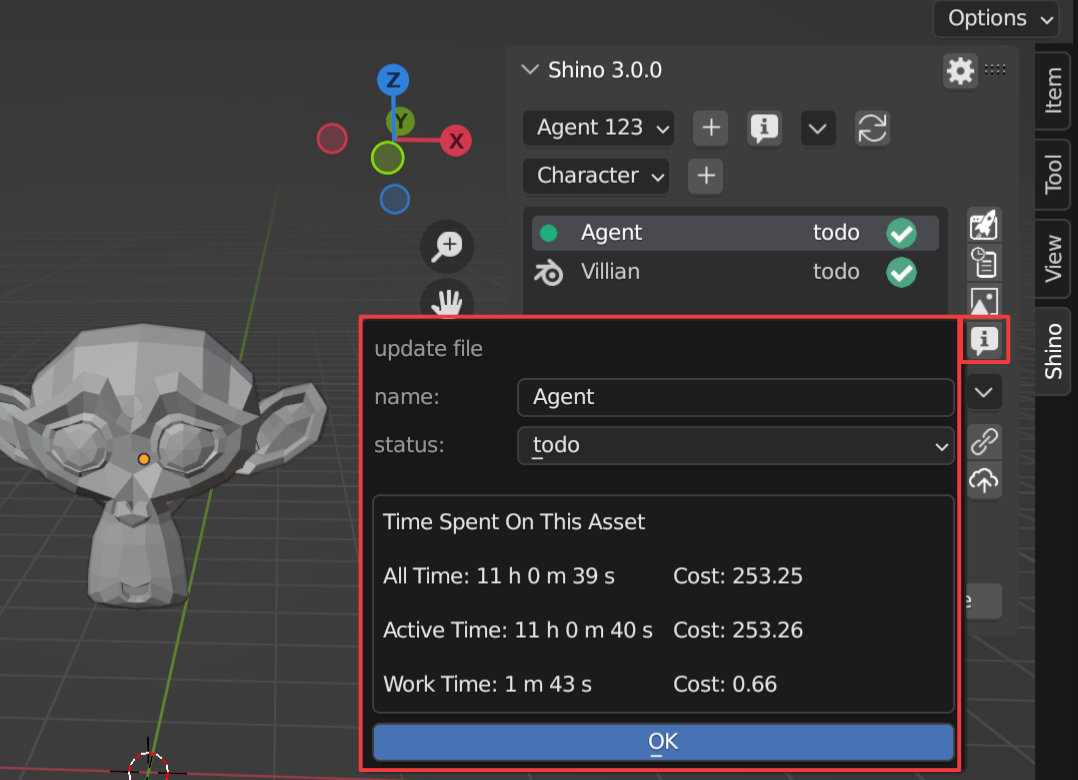 Options
Shino 3.0.0
Z
Y
X
Agent 123
Character
Agent todo
Villian todo
Item
Tool
View
Shino
update file
name: Agent
status: todo
Time Spent On This Asset
All Time: 11 h 0 m 39 s Cost: 253.25
Active Time: 11 h 0 m 40 s Cost: 253.26
Work Time: 1 m 43 s Cost: 0.66
OK